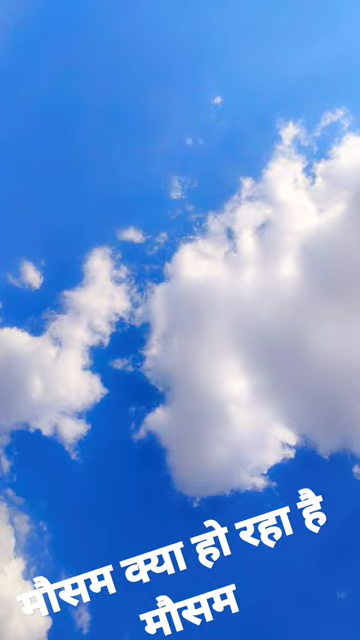 मौसम क्या हो रहा है
मौसम